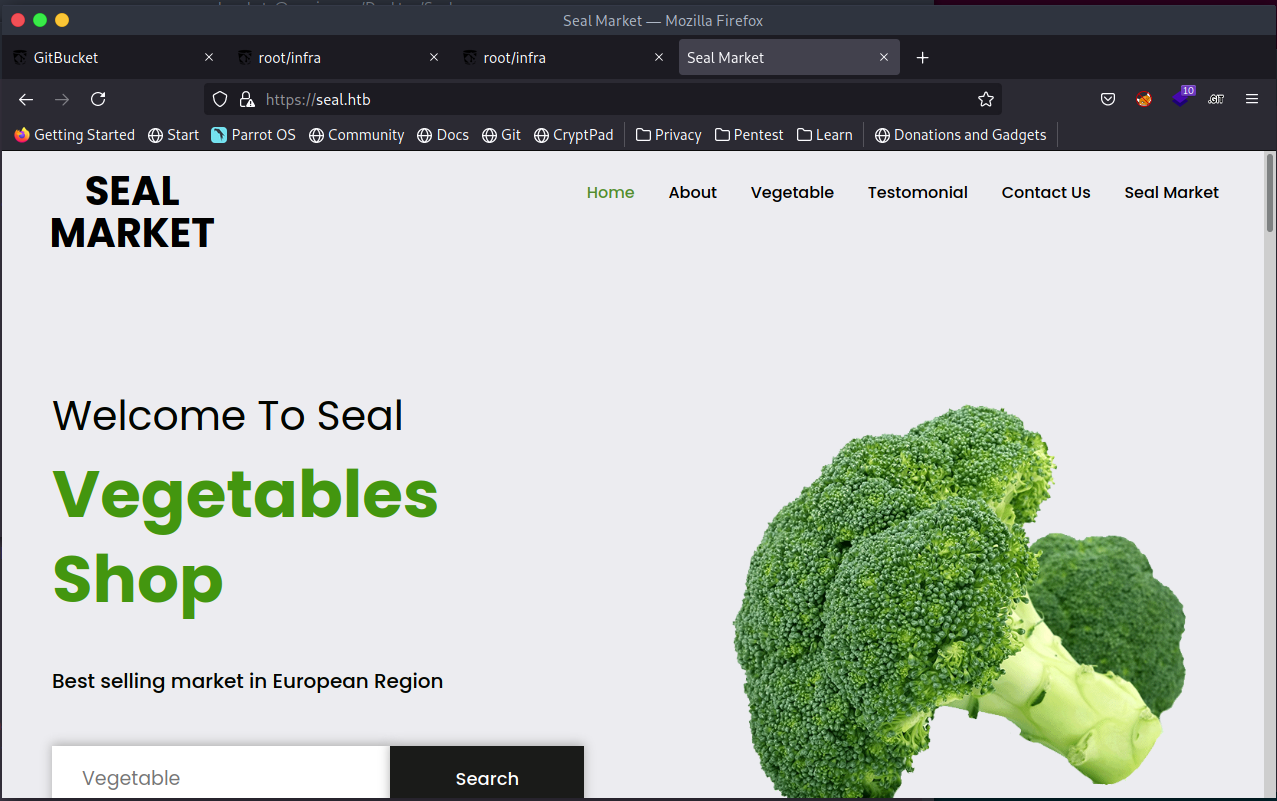 Seal Market — Mozilla Firefox
GitBucket
root/infra
root/infra
Seal Market
https://seal.htb
10
.GIT
Getting Started
Start
Parrot OS
Community
Docs
Git
CryptPad
Privacy
Pentest
Learn
Donations and Gadgets
SEAL
MARKET
Home
About
Vegetable
Testomonial
Contact Us
Seal Market
Welcome To Seal
Vegetables
Shop
Best selling market in European Region
Vegetable
Search